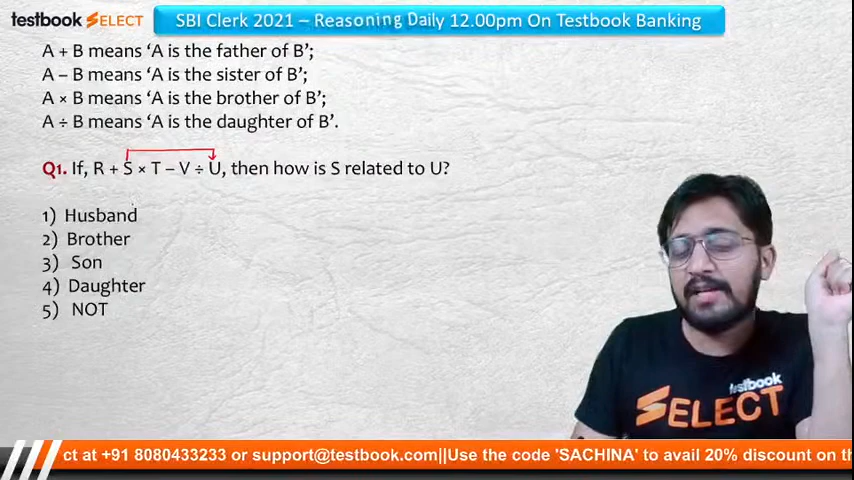 testbook SELECT
SBI Clerk 2021 – Reasoning Daily 12.00pm On Testbook Banking
A + B means ‘A is the father of B’;
A – B means ‘A is the sister of B’;
A × B means ‘A is the brother of B’;
A ÷ B means ‘A is the daughter of B’.
Q1. If, R + S × T – V ÷ U, then how is S related to U?
1) Husband
2) Brother
3) Son
4) Daughter
5) NOT
testbook
SELECT
ct at +91 8080433233 or support@testbook.com||Use the code 'SACHINA' to avail 20% discount on th